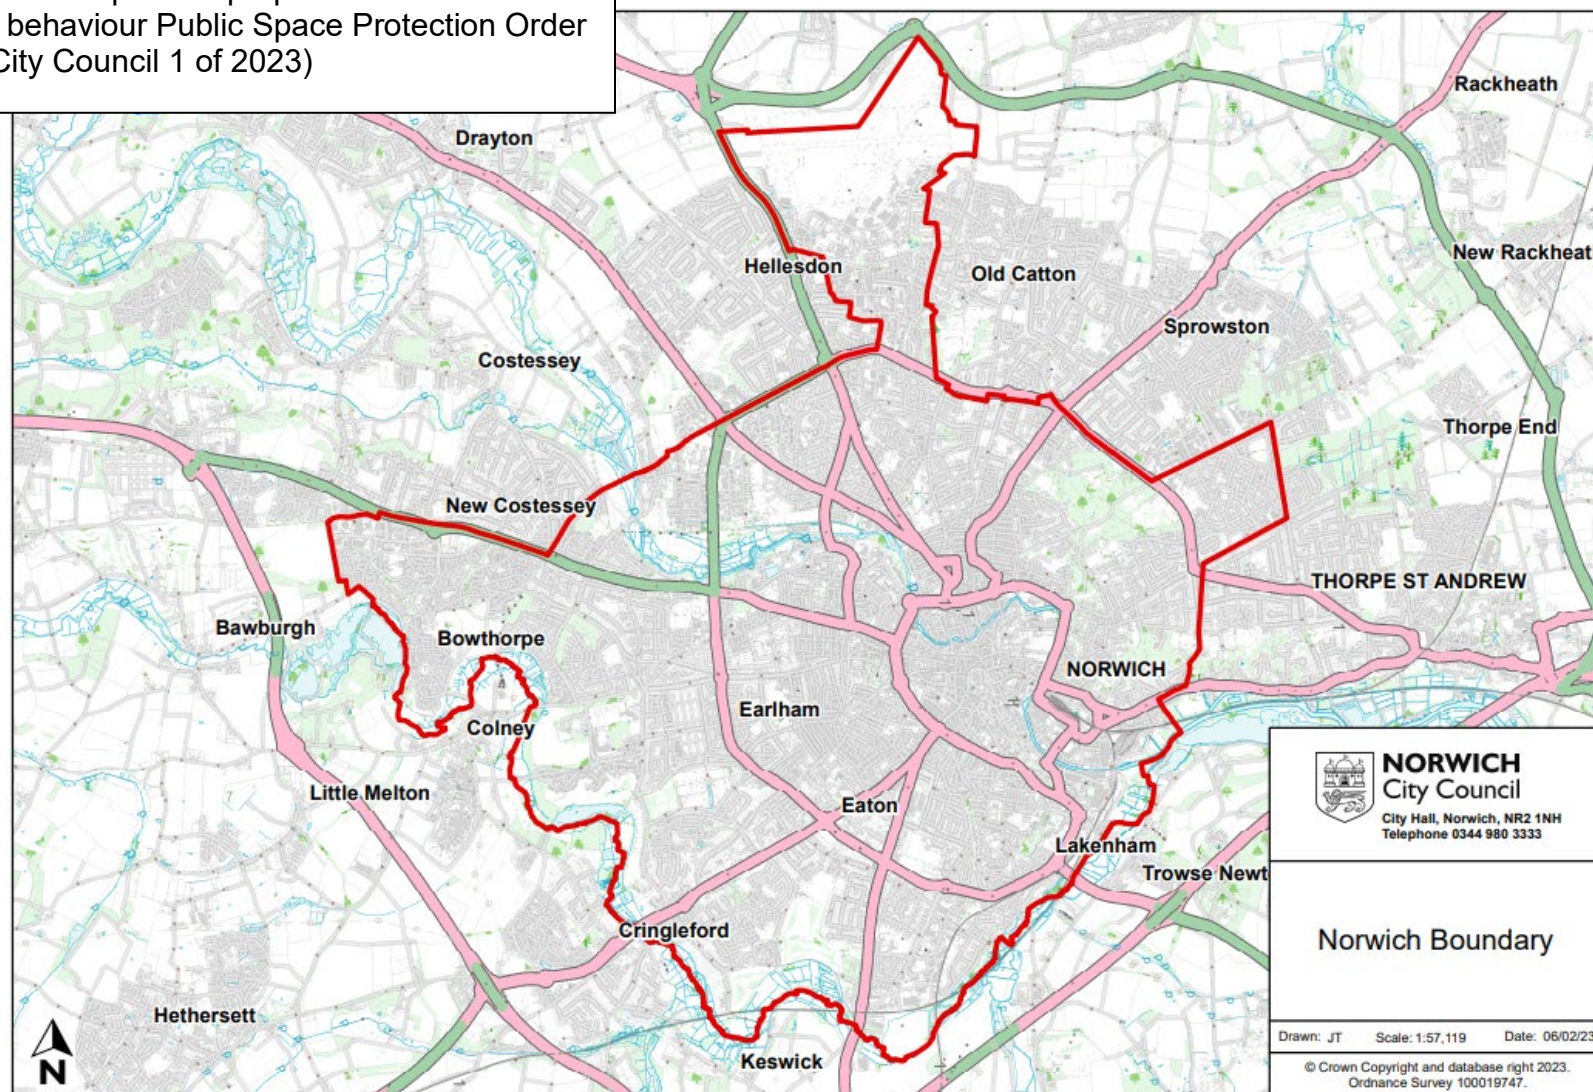 behaviour Public Space Protection Order
City Council 1 of 2023)
Rackheath
Drayton
New Rackheat
Hellesdon
Old Catton
Sprowston
Costessey
Thorpe End
New Costessey
THORPE ST ANDREW
Bawburgh
Bowthorpe
NORWICH
Earlham
Colney
Little Melton
Eaton
Lakenham
Trowse Newt
Cringleford
Hethersett
Keswick
N
NORWICH
City Council
City Hall, Norwich, NR2 1NH
Telephone 0344 980 3333
Norwich Boundary
Drawn: JT Scale: 1:57,119 Date: 06/02/23
© Crown Copyright and database right 2023.
Ordnance Survey 100019747.